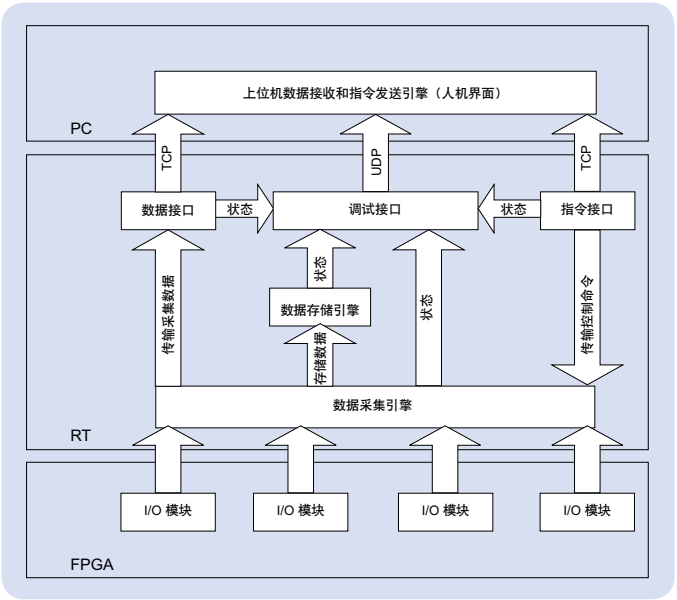 上位机数据接收和指令发送引擎（人机界面）
PC
TCP
UDP
TCP
数据接口
状态
调试接口
状态
指令接口
传输采集数据
状态
数据存储引擎
存储数据
状态
传输控制命令
数据采集引擎
RT
I/O 模块
I/O 模块
I/O 模块
I/O 模块
FPGA